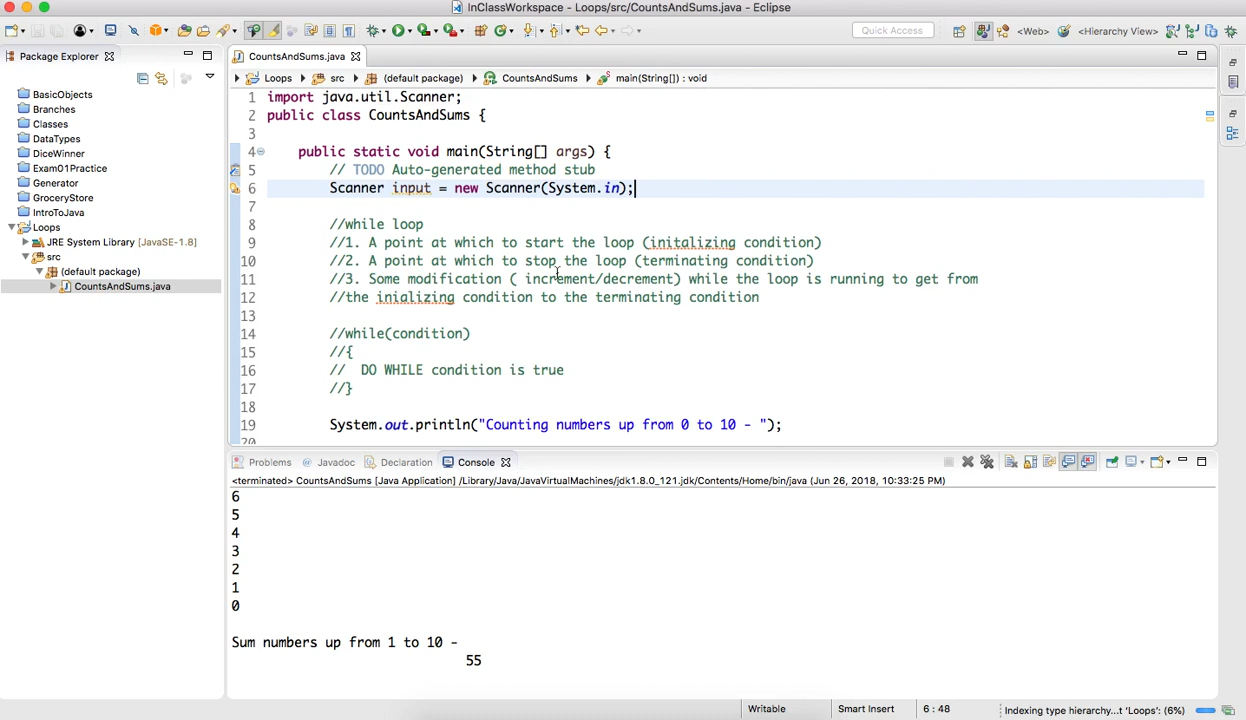 InClassWorkspace - Loops/src/CountsAndSums.java - Eclipse
Quick Access
<Web>
<Hierarchy View>
Package Explorer
BasicObjects
Branches
Classes
DataTypes
DiceWinner
Exam01Practice
Generator
GroceryStore
IntroToJava
Loops
JRE System Library [JavaSE-1.8]
src
(default package)
CountsAndSums.java
CountsAndSums.java
Loops src (default package) CountsAndSums main(String[]) : void
1 import java.util.Scanner;
2 public class CountsAndSums {
3
4 public static void main(String[] args) {
5 // TODO Auto-generated method stub
6 Scanner input = new Scanner(System.in);
7
8 //while loop
9 //1. A point at which to start the loop (initalizing condition)
10 //2. A point at which to stop the loop (terminating condition)
11 //3. Some modification ( increment/decrement) while the loop is running to get from
12 //the inializing condition to the terminating condition
13
14 //while(condition)
15 //{
16 // DO WHILE condition is true
17 //}
18
19 System.out.println("Counting numbers up from 0 to 10 - ");
20
Problems Javadoc Declaration Console
<terminated> CountsAndSums [Java Application] /Library/Java/JavaVirtualMachines/jdk1.8.0_121.jdk/Contents/Home/bin/java (Jun 26, 2018, 10:33:25 PM)
6
5
4
3
2
1
0
Sum numbers up from 1 to 10 -
55
Writable Smart Insert 6 : 48 Indexing type hierarchy...t 'Loops': (6%)